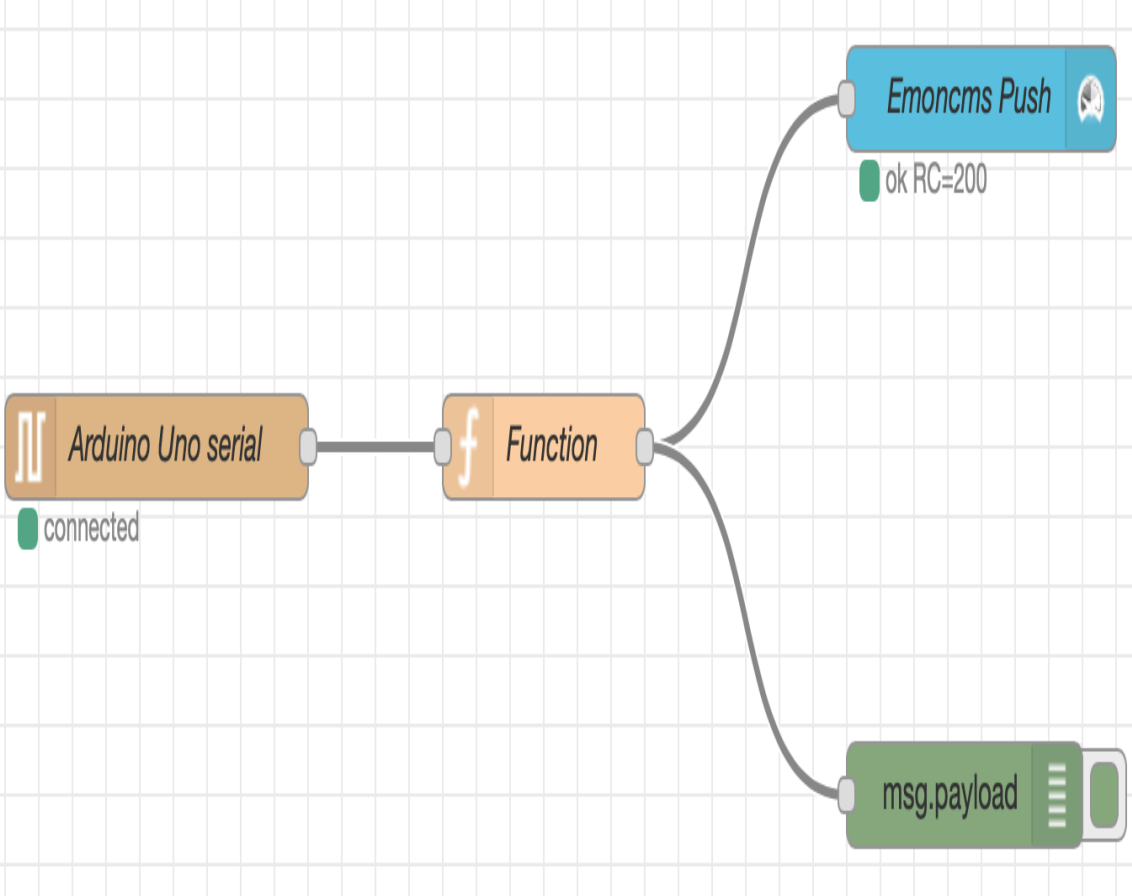 Emoncms Push
ok RC=200
Arduino Uno serial
f Function
connected
msg.payload